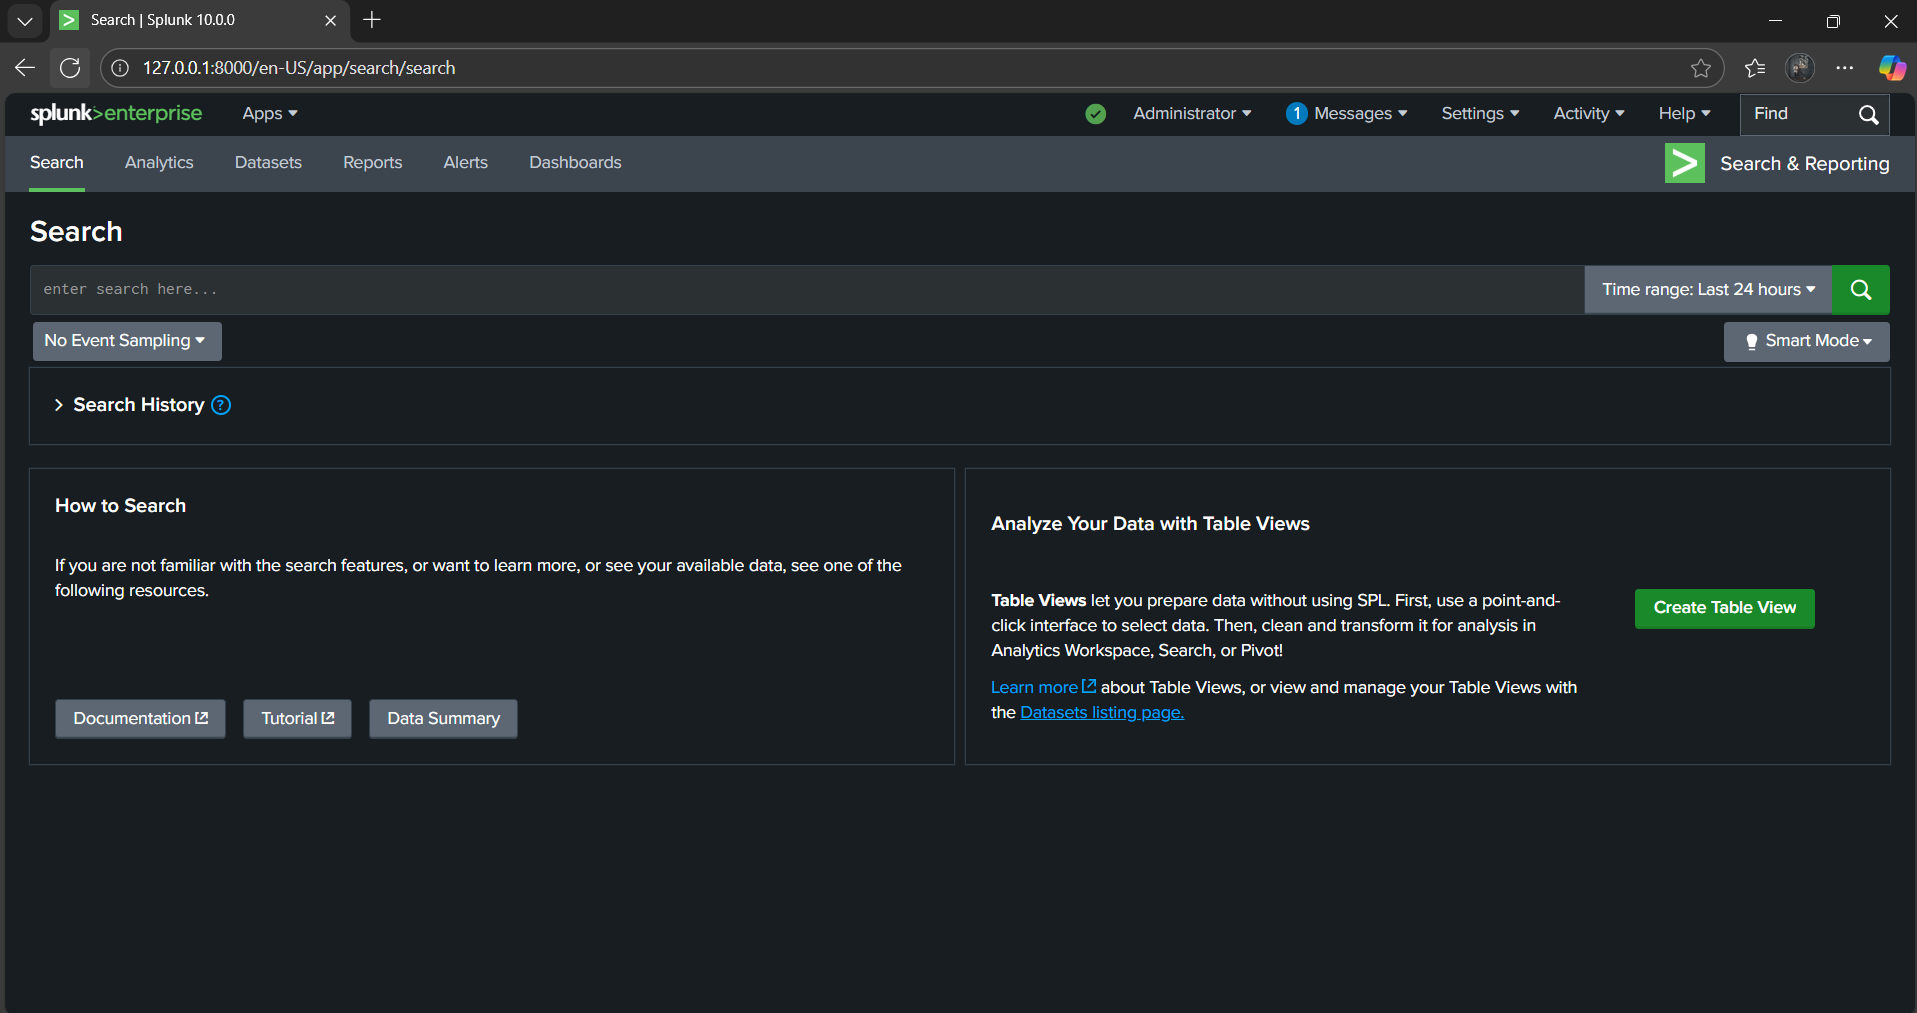 Search | Splunk 10.0.0
127.0.0.1:8000/en-US/app/search/search
splunk>enterprise Apps Administrator 1 Messages Settings Activity Help Find
Search Analytics Datasets Reports Alerts Dashboards Search & Reporting
Search
enter search here... Time range: Last 24 hours
No Event Sampling Smart Mode
Search History ?
How to Search
If you are not familiar with the search features, or want to learn more, or see your available data, see one of the
following resources.
Documentation Tutorial Data Summary
Analyze Your Data with Table Views
Table Views let you prepare data without using SPL. First, use a point-and-
click interface to select data. Then, clean and transform it for analysis in
Analytics Workspace, Search, or Pivot!
Create Table View
Learn more about Table Views, or view and manage your Table Views with
the Datasets listing page.